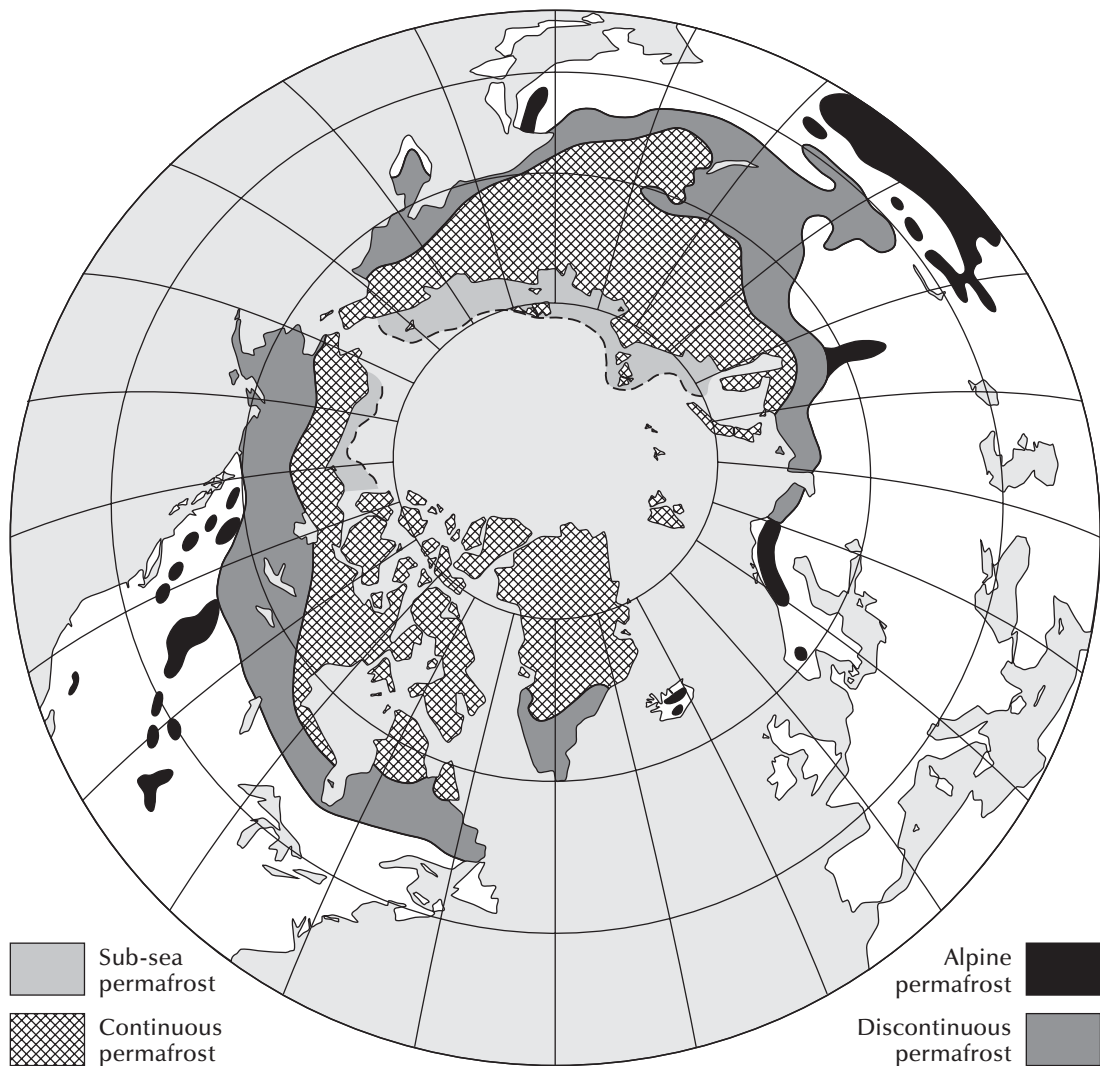 Sub-sea
permafrost
Continuous
permafrost
Alpine
permafrost
Discontinuous
permafrost